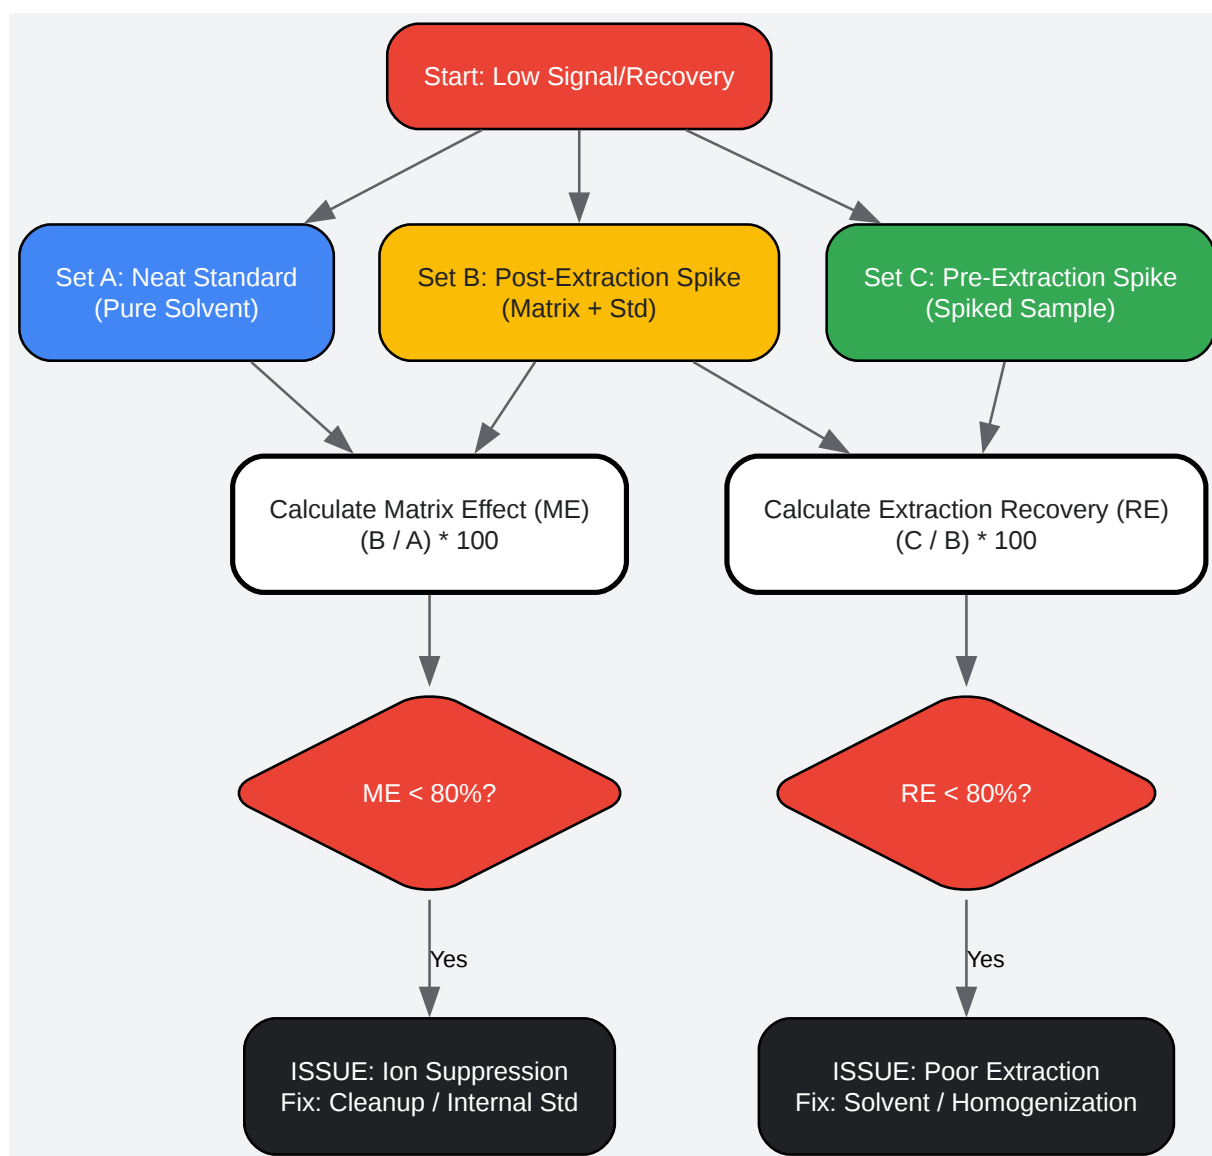 Start: Low Signal/Recovery
Set A: Neat Standard
(Pure Solvent)
Set B: Post-Extraction Spike
(Matrix + Std)
Set C: Pre-Extraction Spike
(Spiked Sample)
Calculate Matrix Effect (ME)
(B / A) * 100
Calculate Extraction Recovery (RE)
(C / B) * 100
ME < 80%?
RE < 80%?
Yes
Yes
ISSUE: Ion Suppression
Fix: Cleanup / Internal Std
ISSUE: Poor Extraction
Fix: Solvent / Homogenization